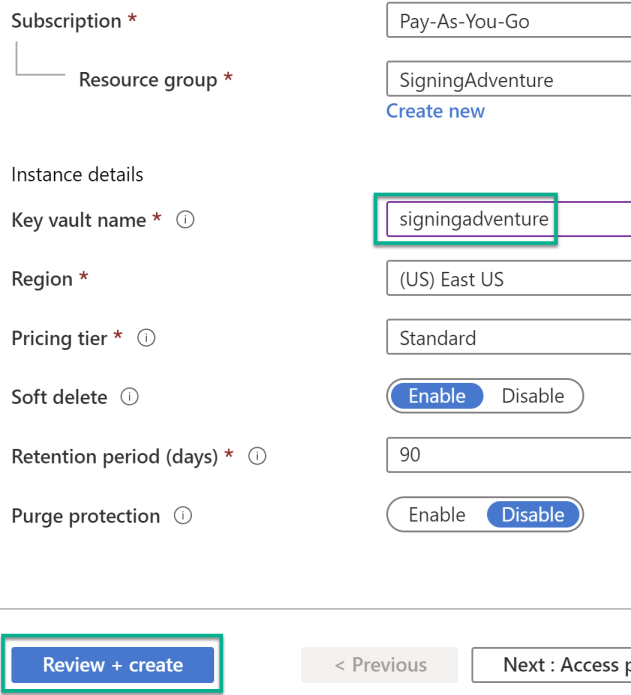 Subscription * Pay-As-You-Go
Resource group * SigningAdventure
Create new
Instance details
Key vault name * signingadventure
Region * (US) East US
Pricing tier * Standard
Soft delete Enable Disable
Retention period (days) * 90
Purge protection Enable Disable
Review + create < Previous Next : Access